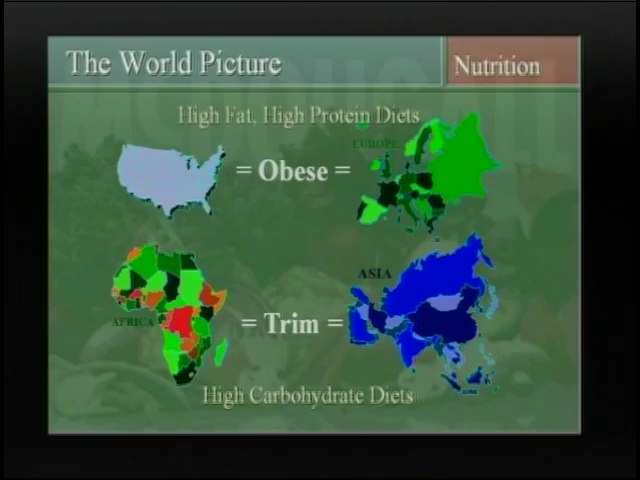 The World Picture
Nutrition
High Fat, High Protein Diets
EUROPE
= Obese =
ASIA
AFRICA
= Trim =
High Carbohydrate Diets